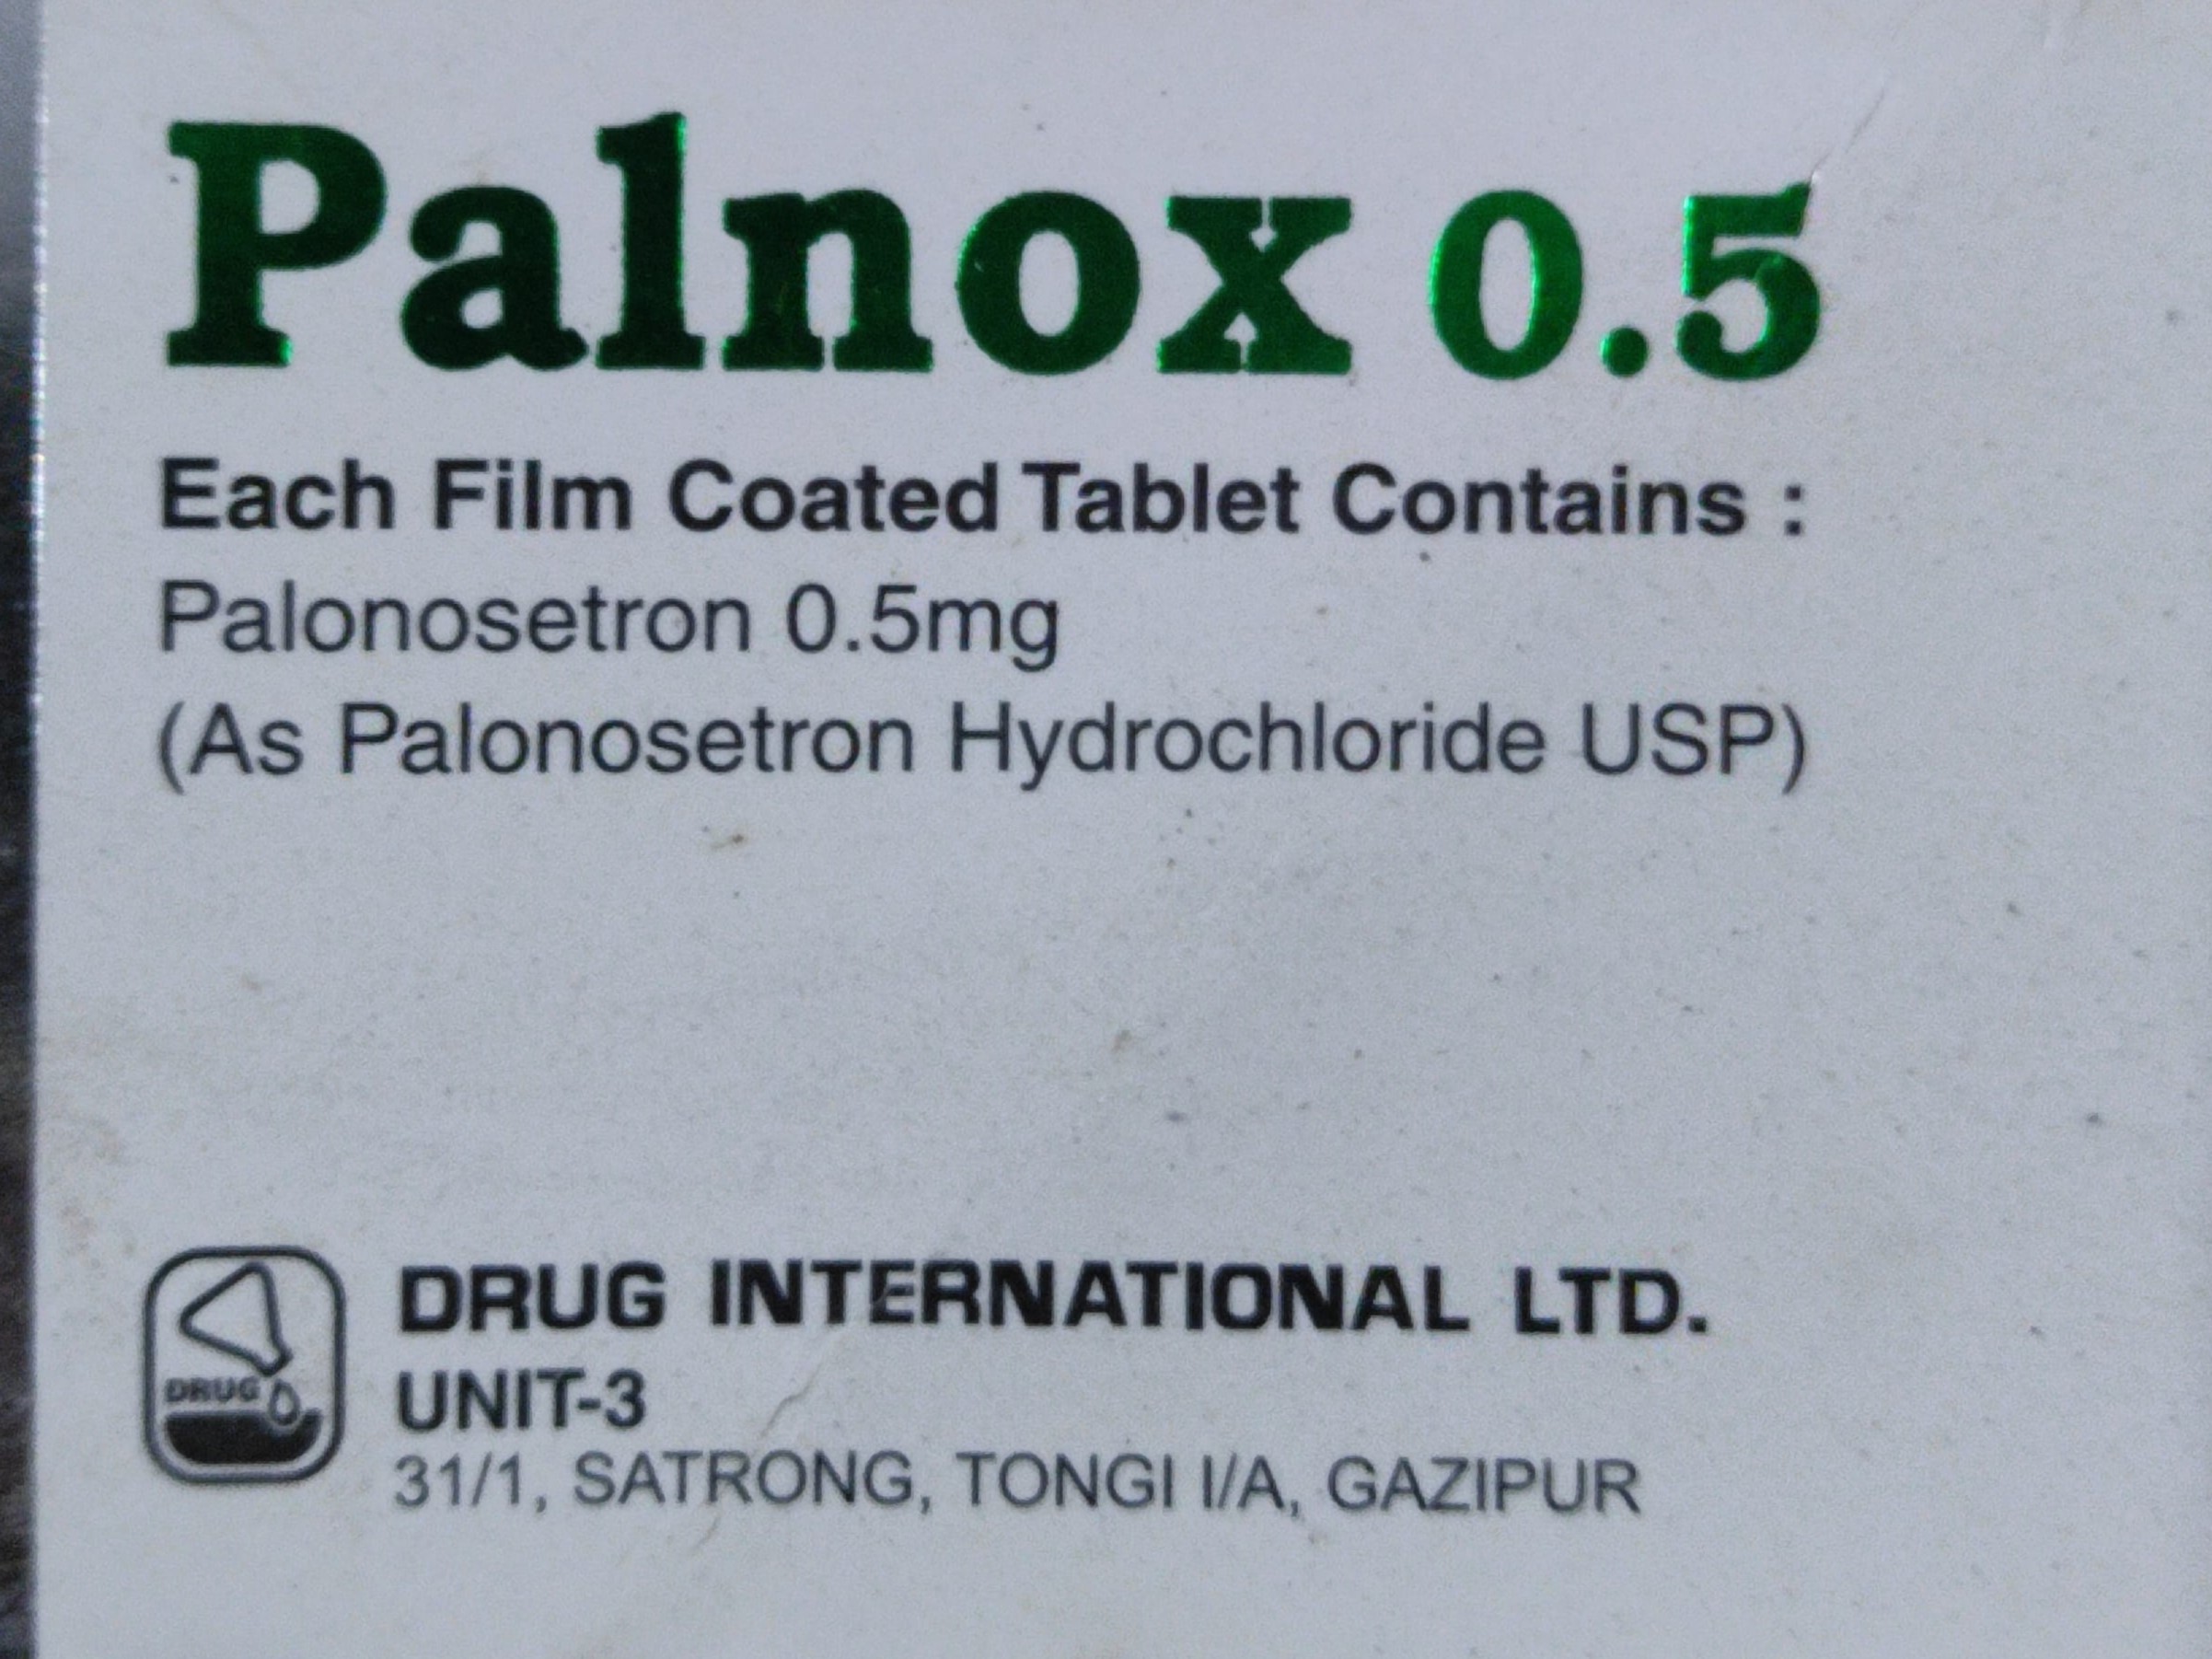 Palnox 0.5
Each Film Coated Tablet Contains :
Palonosetron 0.5mg
(As Palonosetron Hydrochloride USP)
DRUG
DRUG INTERNATIONAL LTD.
UNIT-3
31/1, SATRONG, TONGI I/A, GAZIPUR